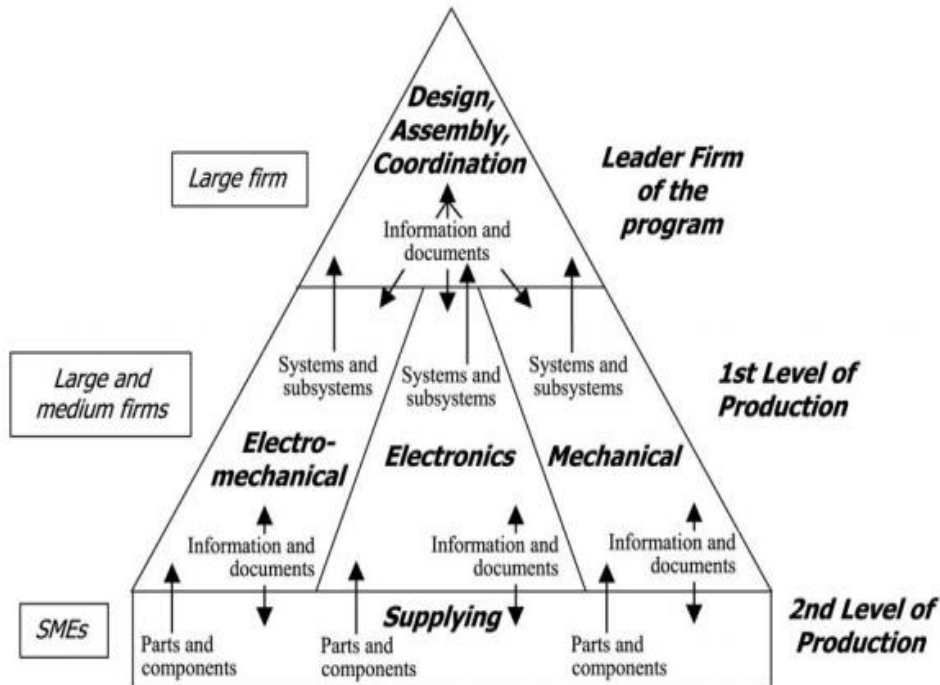 Design,
Assembly,
Coordination
Large firm
Leader Firm
of the
program
Information and
documents
Large and
medium firms
Systems and
subsystems
Systems and
subsystems
Systems and
subsystems
1st Level of
Production
Electro-
mechanical
Electronics
Mechanical
Information and
documents
Information and
documents
Information and
documents
SMEs
Supplying
2nd Level of
Production
Parts and
components
Parts and
components
Parts and
components